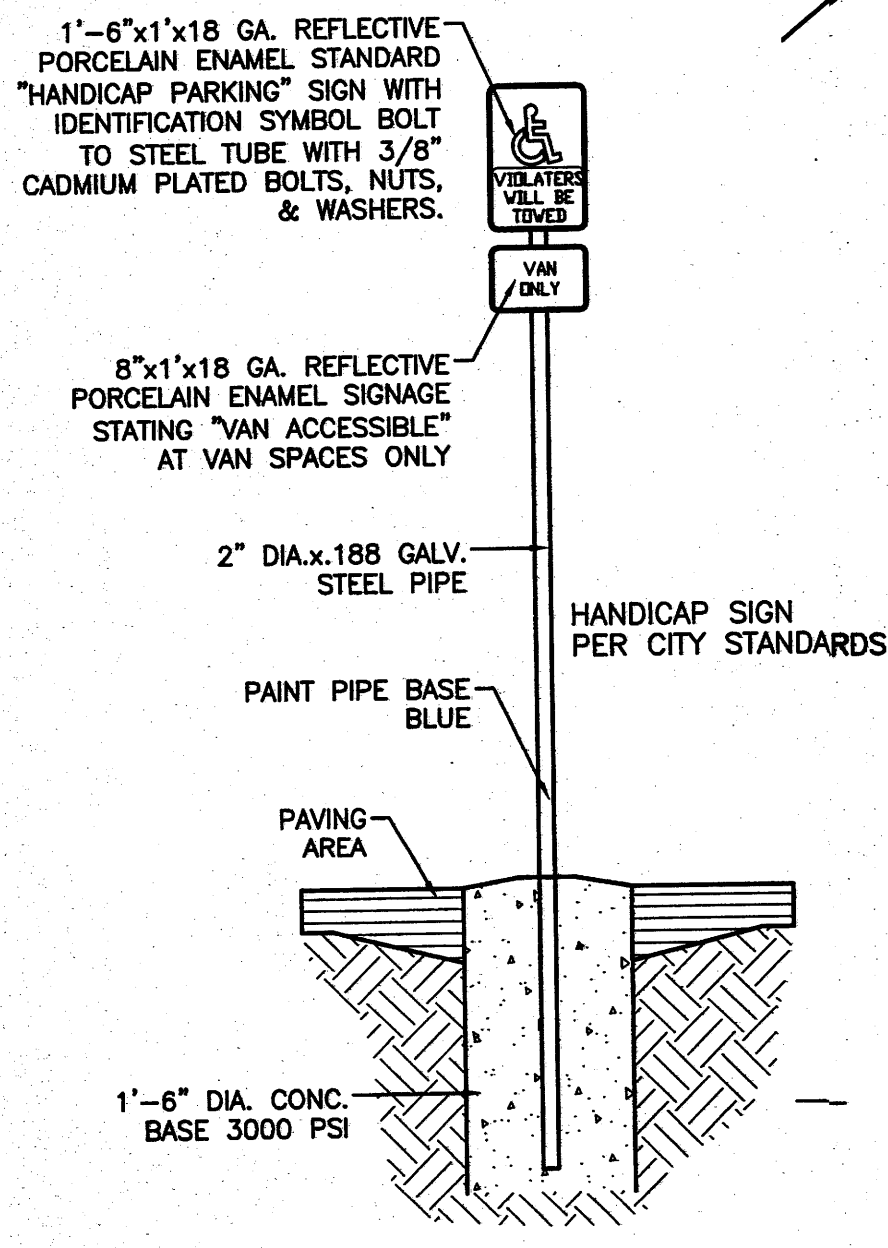 1'-6"x1'x18 GA. REFLECTIVE
PORCELAIN ENAMEL STANDARD
"HANDICAP PARKING" SIGN WITH
IDENTIFICATION SYMBOL BOLT
TO STEEL TUBE WITH 3/8"
CADMIUM PLATED BOLTS, NUTS,
& WASHERS.
VIOLATERS
WILL BE
TOWED
VAN
ONLY
8"x1'x18 GA. REFLECTIVE
PORCELAIN ENAMEL SIGNAGE
STATING "VAN ACCESSIBLE"
AT VAN SPACES ONLY
2" DIA.x.188 GALV.
STEEL PIPE
HANDICAP SIGN
PER CITY STANDARDS
PAINT PIPE BASE
BLUE
PAVING
AREA
1'-6" DIA. CONC.
BASE 3000 PSI